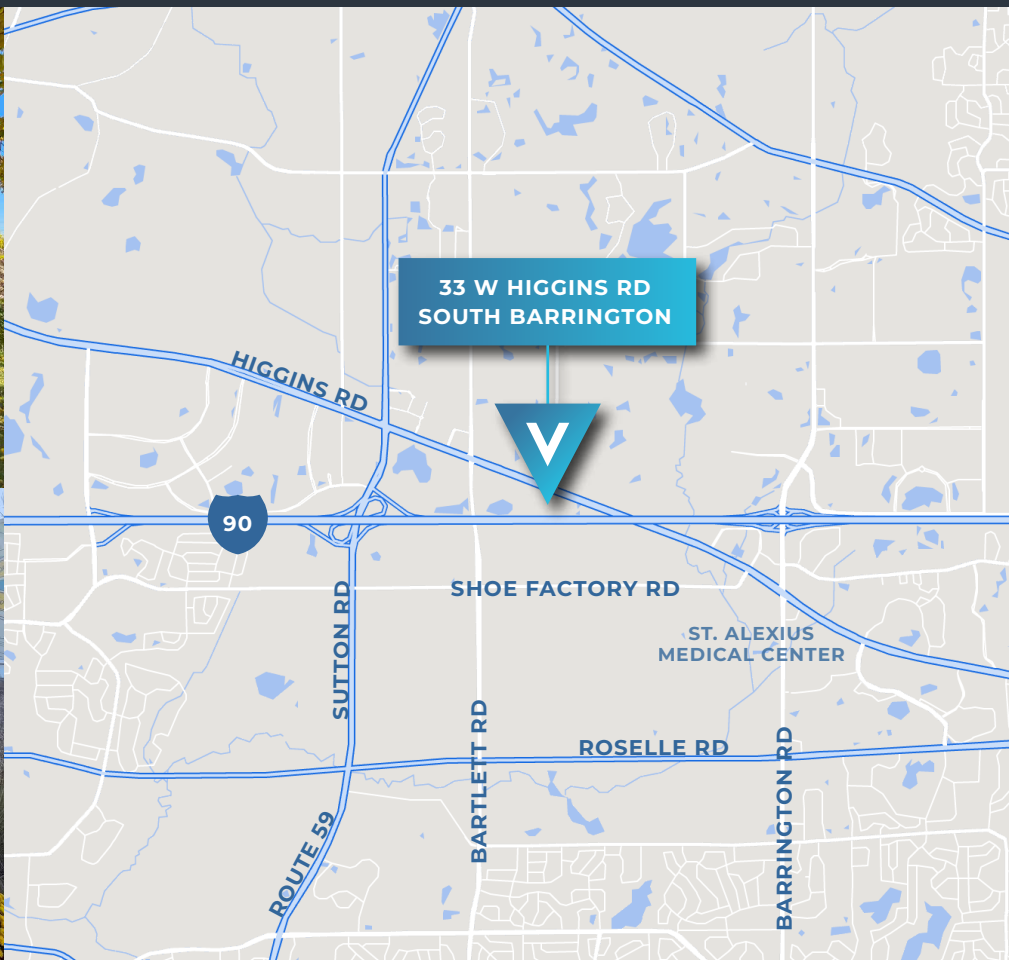 33 W HIGGINS RD
SOUTH BARRINGTON
HIGGINS RD
V
90
SHOE FACTORY RD
SUTTON RD
ST. ALEXIUS
MEDICAL CENTER
BARTLETT RD
ROSELLE RD
BARRINGTON RD
ROUTE 59